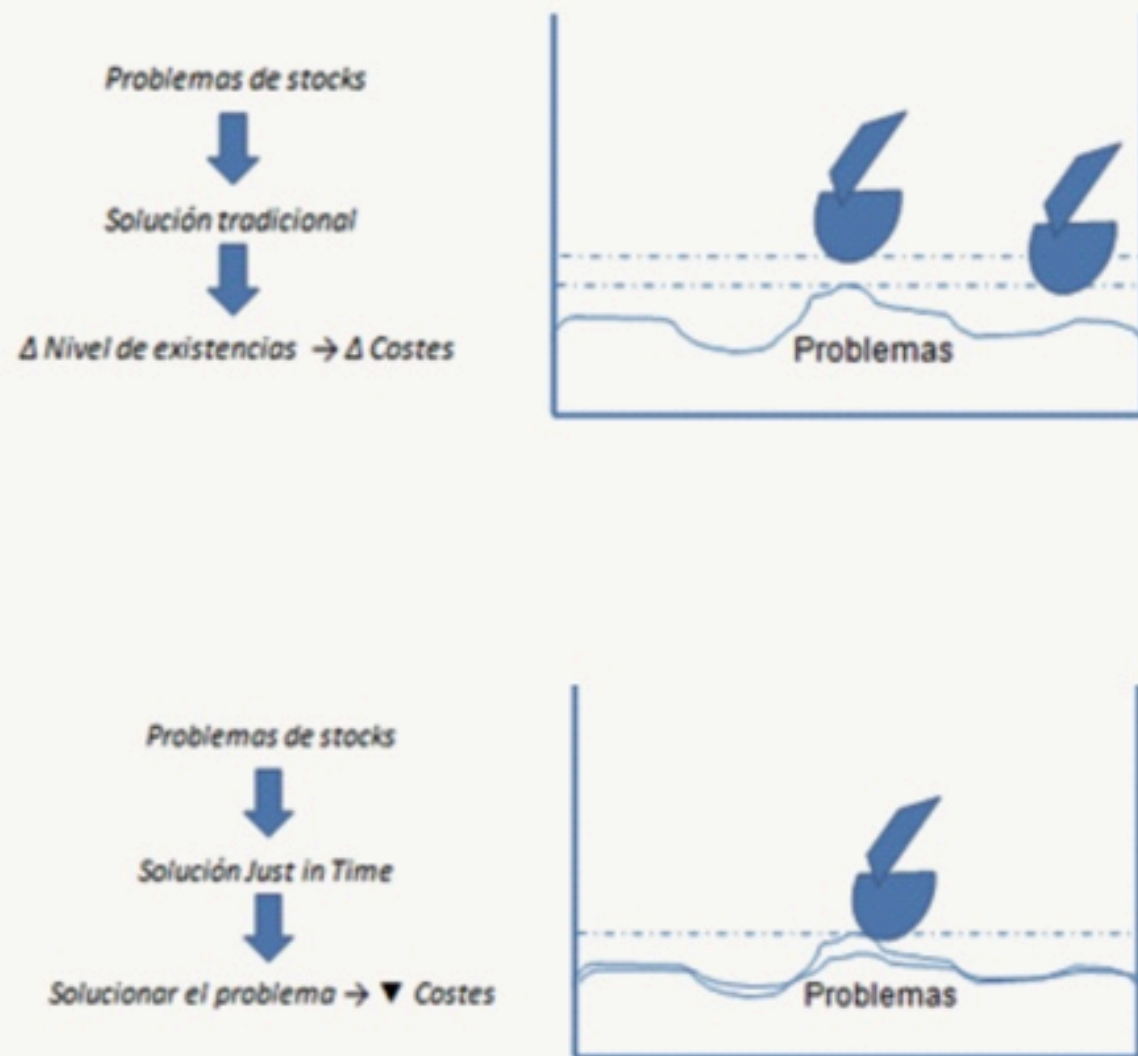 Problemas de stocks
Solución tradicional
Δ Nivel de existencias → Δ Costes
Problemas
Problemas de stocks
Solución Just in Time
Solucionar el problema → ▼ Costes
Problemas